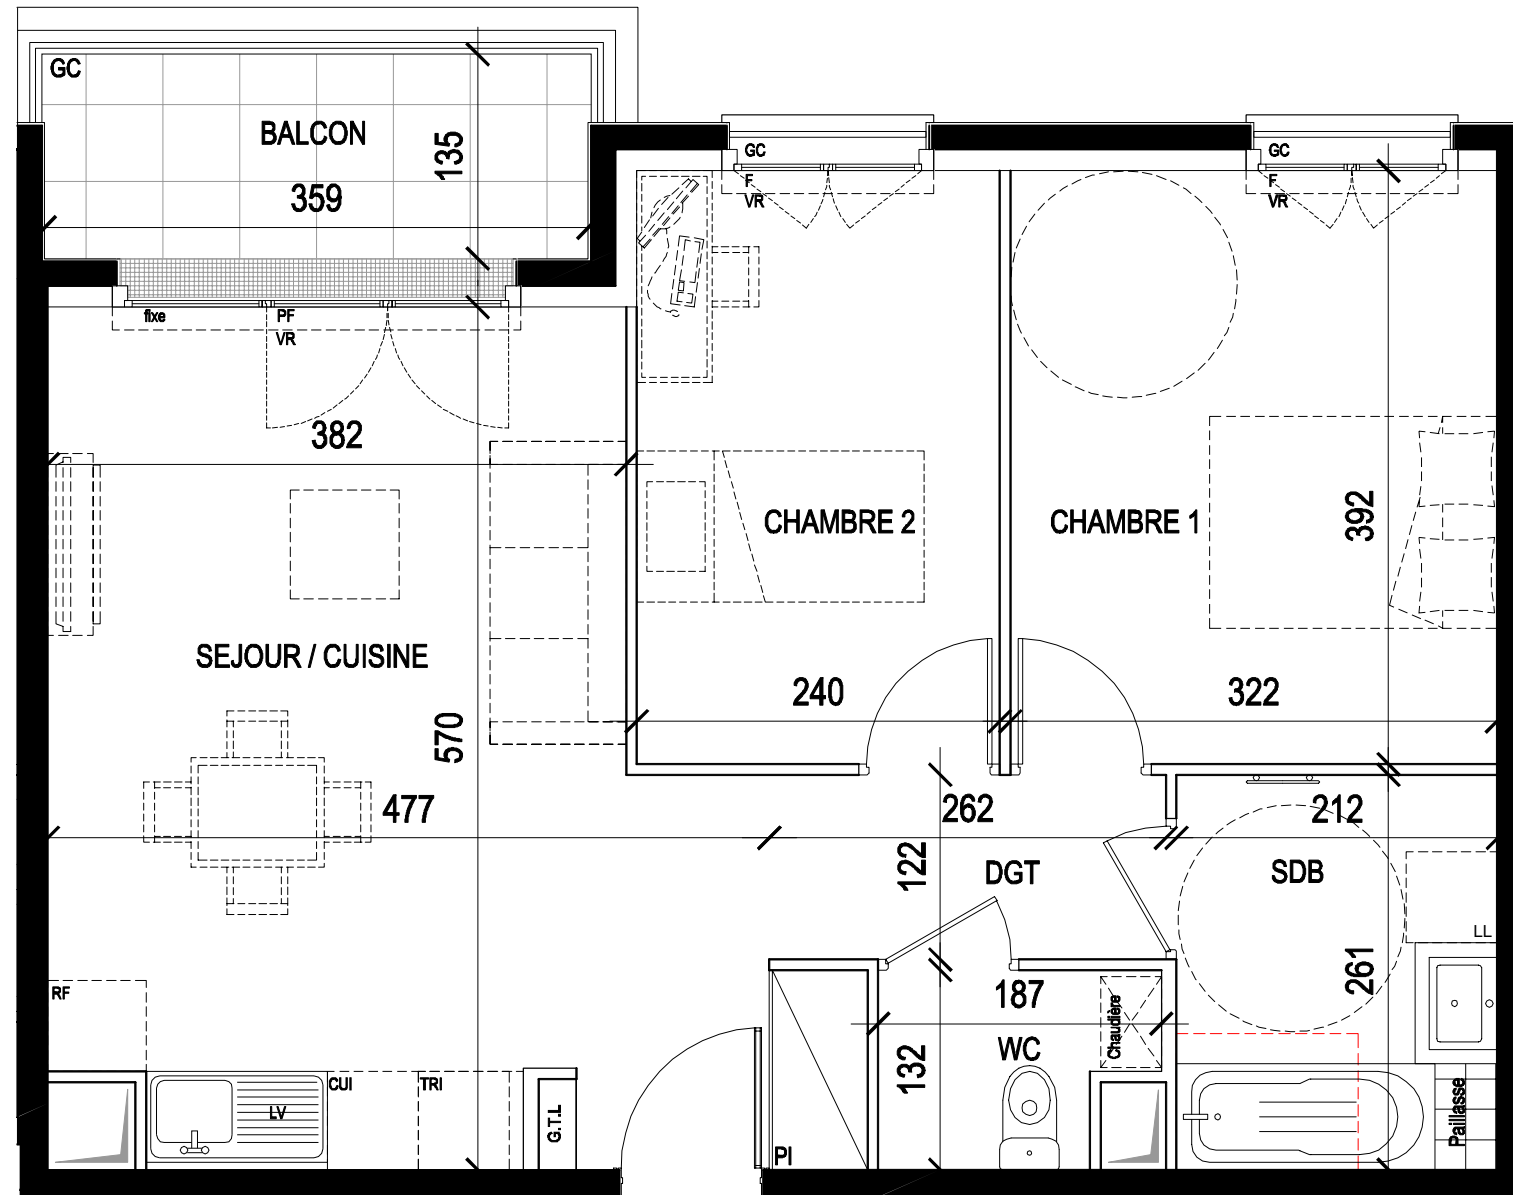 GC
BALCON
135
359
GC
F
VR
GC
F
VR
fixe
PF
VR
382
CHAMBRE 2
CHAMBRE 1
392
SEJOUR / CUISINE
570
240
322
477
262
212
122
DGT
SDB
LL
261
RF
187
Chaudière
WC
132
CUI
TRI
LV
G.T.L
PI
Paillasse